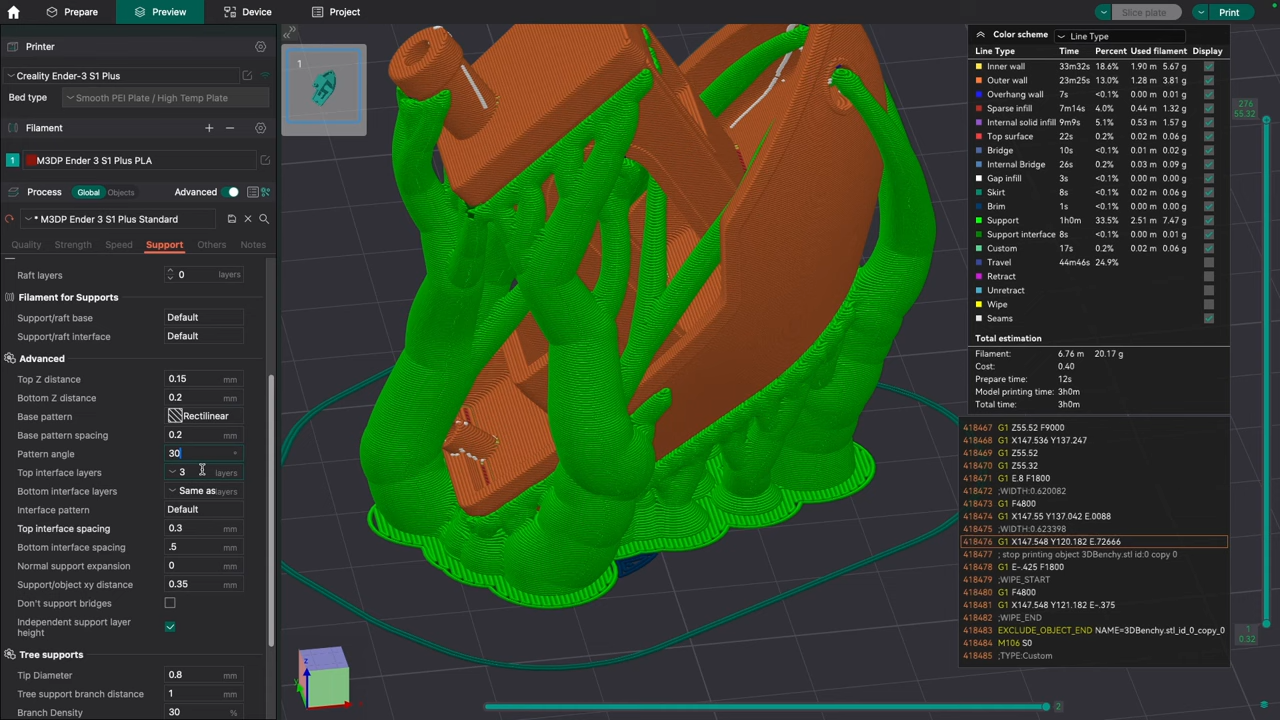 Prepare
Preview
Device
Project
Slice plate
Print
Printer
Creality Ender-3 S1 Plus
Bed type
Smooth PEI Plate / High Temp Plate
Filament
1
M3DP Ender 3 S1 Plus PLA
Process
Global
Objects
Advanced
* M3DP Ender 3 S1 Plus Standard
Quality
Strength
Speed
Support
Others
Notes
Raft layers
0
layers
Filament for Supports
Support/raft base
Default
Support/raft interface
Default
Advanced
Top Z distance
0.15
mm
Bottom Z distance
0.2
mm
Base pattern
Rectilinear
Base pattern spacing
0.2
mm
Pattern angle
30
°
Top interface layers
3
layers
Bottom interface layers
Same as
layers
Interface pattern
Default
Top interface spacing
0.3
mm
Bottom interface spacing
.5
mm
Normal support expansion
0
mm
Support/object xy distance
0.35
mm
Don't support bridges
Independent support layer
height
Tree supports
Tip Diameter
0.8
mm
Tree support branch distance
1
mm
Branch Density
30
%
1
z
Color scheme
Line Type
Line Type Time Percent Used filament Display
Inner wall 33m32s 18.6% 1.90 m 5.67 g
Outer wall 23m25s 13.0% 1.28 m 3.81 g
Overhang wall 7s <0.1% 0.00 m 0.01 g
Sparse infill 7m14s 4.0% 0.44 m 1.32 g
Internal solid infill 9m9s 5.1% 0.53 m 1.57 g
Top surface 22s 0.2% 0.02 m 0.06 g
Bridge 10s <0.1% 0.01 m 0.02 g
Internal Bridge 26s 0.2% 0.03 m 0.09 g
Gap infill 3s <0.1% 0.00 m 0.00 g
Skirt 8s <0.1% 0.02 m 0.06 g
Brim 1s <0.1% 0.00 m 0.00 g
Support 1h0m 33.5% 2.51 m 7.47 g
Support interface 8s <0.1% 0.00 m 0.01 g
Custom 17s 0.2% 0.02 m 0.06 g
Travel 44m46s 24.9%
Retract
Unretract
Wipe
Seams
Total estimation
Filament: 6.76 m 20.17 g
Cost: 0.40
Prepare time: 12s
Model printing time: 3h0m
Total time: 3h0m
418467 G1 Z55.52 F9000
418468 G1 X147.536 Y137.247
418469 G1 Z55.52
418470 G1 Z55.32
418471 G1 E.8 F1800
418472 ;WIDTH:0.620082
418473 G1 F4800
418474 G1 X147.55 Y137.042 E.0088
418475 ;WIDTH:0.623398
418476 G1 X147.548 Y120.182 E.72666
418477 ; stop printing object 3DBenchy.stl id:0 copy 0
418478 G1 E-.425 F1800
418479 ;WIPE_START
418480 G1 F4800
418481 G1 X147.548 Y121.182 E-.375
418482 ;WIPE_END
418483 EXCLUDE_OBJECT_END NAME=3DBenchy.stl_id_0_copy_0
418484 M106 S0
418485 ;TYPE:Custom
276
55.32
1
0.32
2